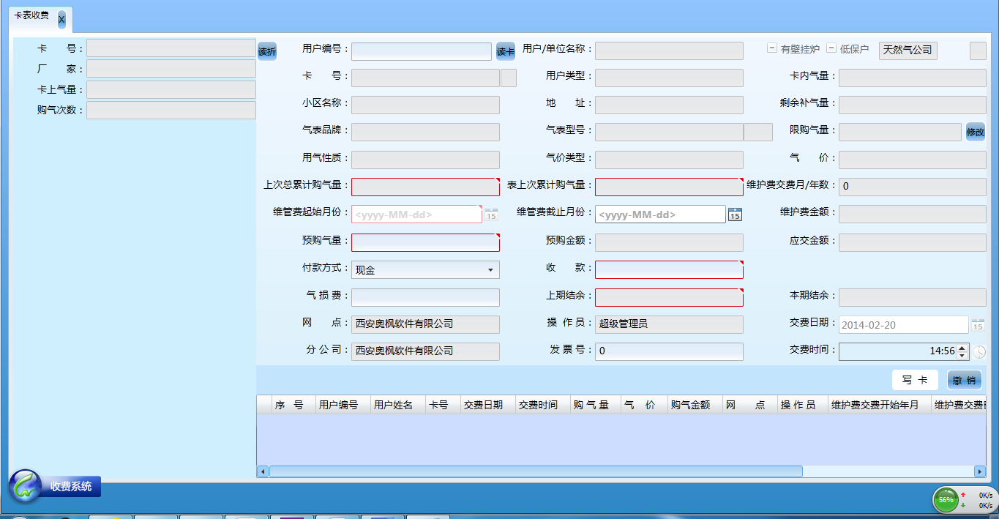 卡表收费 X
卡 号：
厂 家：
卡上气量：
购气次数：
读折
用户编号： 读卡 用户/单位名称： 有壁挂炉 低保户 天然气公司
卡 号： 用户类型： 卡内气量：
小区名称： 地 址： 剩余补气量：
气表品牌： 气表型号： 限购气量： 修改
用气性质： 气价类型： 气 价：
上次总累计购气量： 表上次累计购气量： 维护费交费月/年数： 0
维管费起始月份： <yyyy-MM-dd> 15 维管费截止月份： <yyyy-MM-dd> 15 维护费金额：
预购气量： 预购金额： 应交金额：
付款方式： 现金 收 款：
气 损 费： 上期结余： 本期结余：
网 点： 西安奥枫软件有限公司 操 作 员： 超级管理员 交费日期： 2014-02-20 15
分 公 司： 西安奥枫软件有限公司 发 票 号： 0 交费时间： 14:56
写 卡 撤 销
序 号 用户编号 用户姓名 卡号 交费日期 交费时间 购 气 量 气 价 购气金额 网 点 操 作 员 维护费交费开始年月 维护费交费
收费系统
56% 0K/s
0K/s